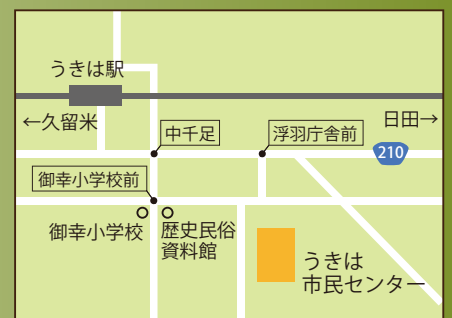 うきは駅
←久留米
日田→
中千足
浮羽庁舎前
210
御幸小学校前
御幸小学校
歴史民俗
資料館
うきは
市民センター